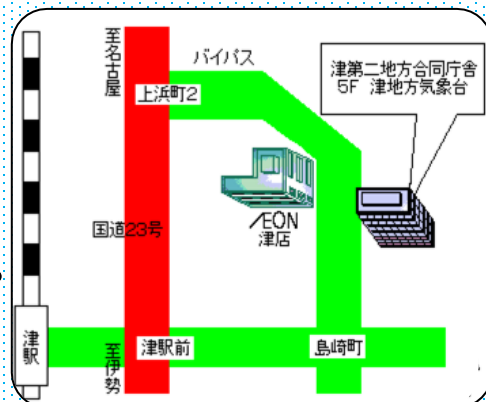 至名古屋
バイパス
上浜町2
津第二地方合同庁舎
5F 津地方気象台
国道23号
ÆON
津店
津駅
至伊勢
津駅前
島崎町